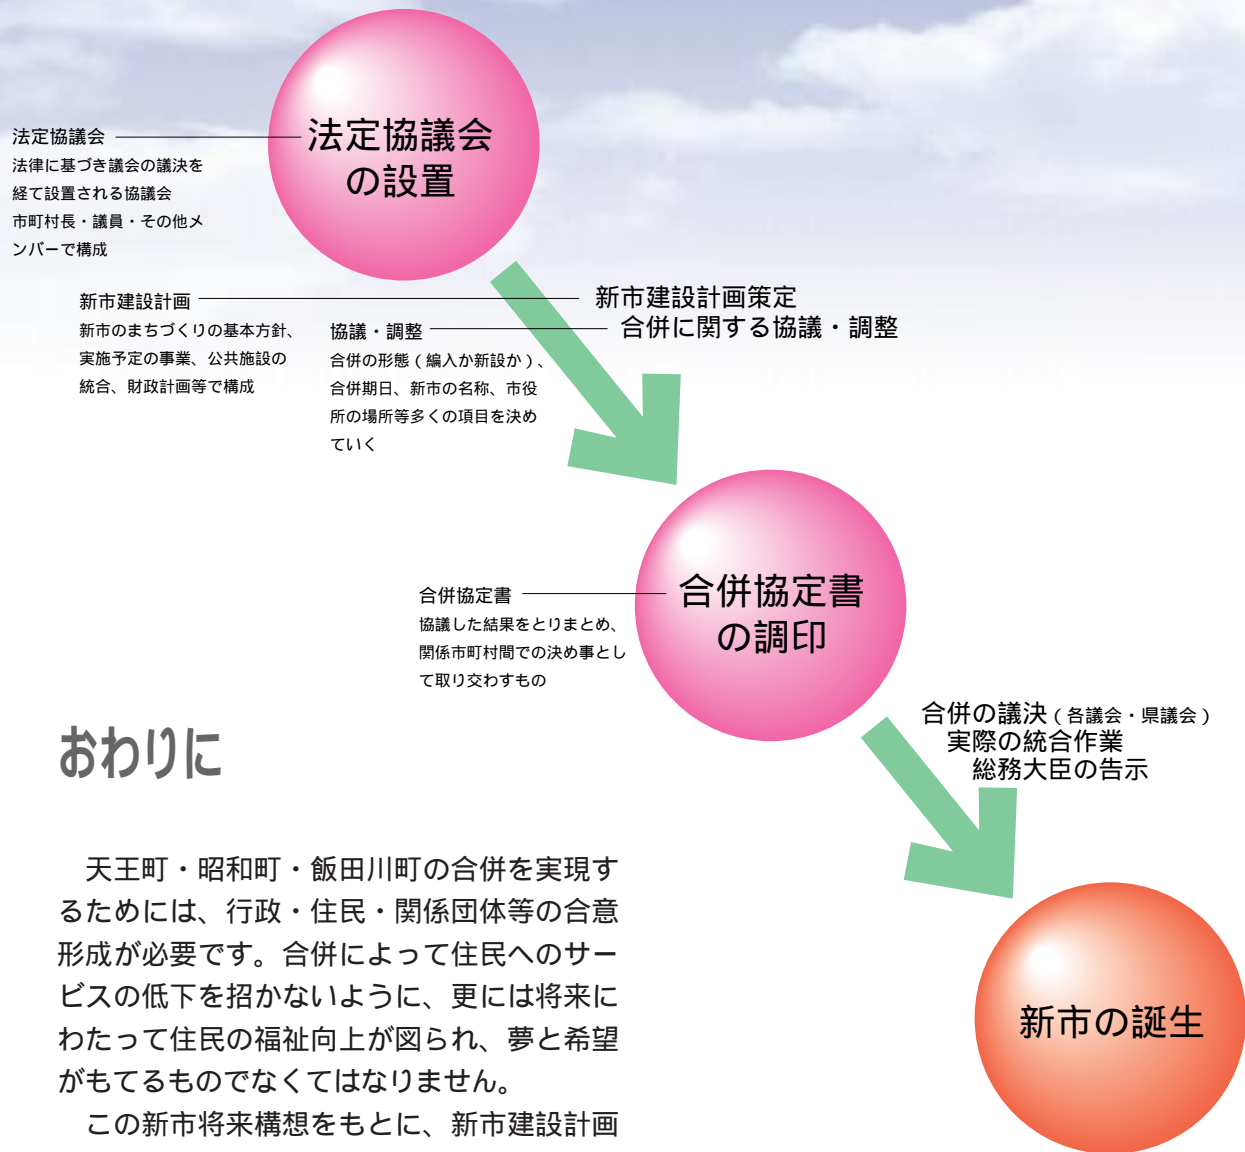 法定協議会
の設置
法定協議会
法律に基づき議会の議決を
経て設置される協議会
市町村長・議員・その他メ
ンバーで構成
新市建設計画策定
合併に関する協議・調整
新市建設計画
新市のまちづくりの基本方針、
実施予定の事業、公共施設の
統合、財政計画等で構成
協議・調整
合併の形態（編入か新設か）、
合併期日、新市の名称、市役
所の場所等多くの項目を決め
ていく
合併協定書
の調印
合併協定書
協議した結果をとりまとめ、
関係市町村間での決め事とし
て取り交わすもの
合併の議決（各議会・県議会）
実際の統合作業
総務大臣の告示
新市の誕生
おわりに
天王町・昭和町・飯田川町の合併を実現す
るためには、行政・住民・関係団体等の合意
形成が必要です。合併によって住民へのサー
ビスの低下を招かないように、更には将来に
わたって住民の福祉向上が図られ、夢と希望
がもてるものでなくてはなりません。
この新市将来構想をもとに、新市建設計画